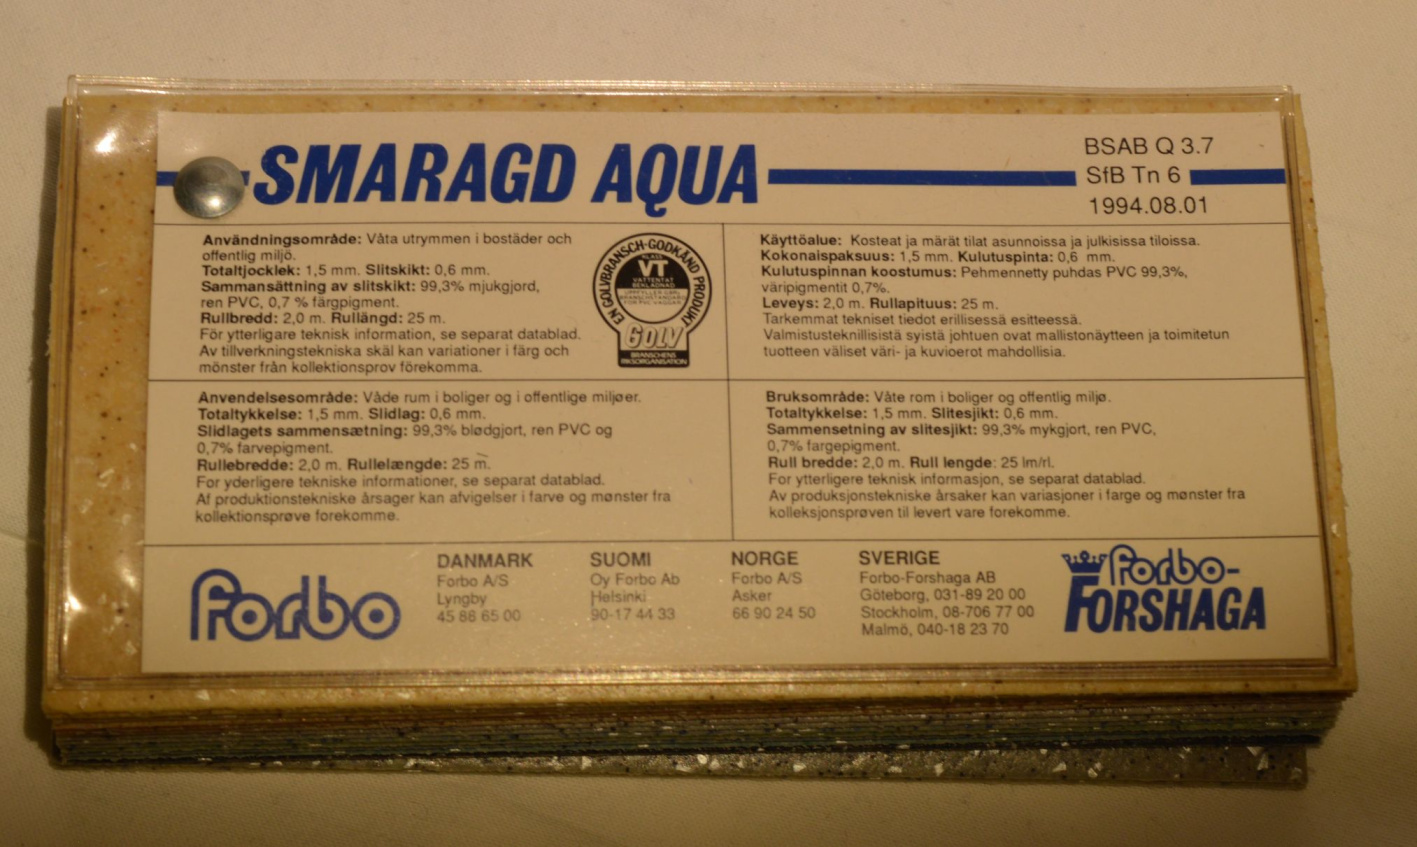 SMARAGD AQUA
BSAB Q 3.7
SfB Tn 6
1994.08.01
Användningsområde: Våta utrymmen i bostäder och
offentlig miljö.
Totaltjocklek: 1,5 mm. Slitskikt: 0,6 mm.
Sammansättning av slitskikt: 99,3% mjukgjord,
ren PVC, 0,7 % färgpigment.
Rullbredd: 2,0 m. Rullängd: 25 m.
För ytterligare teknisk information, se separat datablad.
Av tillverkningstekniska skäl kan variationer i färg och
mönster från kollektionsprov förekomma.
EN GOLVBRANSCH-GODKÄND PRODUKT
KLASS
VT
VATTENTÄT
BEKLÄDNAD
GOLV
BRANSCHENS
RIKSORGANISATION
Käyttöalue: Kosteat ja märät tilat asunnoissa ja julkisissa tiloissa.
Kokonaispaksuus: 1,5 mm. Kulutuspinta: 0,6 mm.
Kulutuspinnan koostumus: Pehmennetty puhdas PVC 99,3%,
väripigmentit 0,7%.
Leveys: 2,0 m. Rullapituus: 25 m.
Tarkemmat tekniset tiedot erillisessä esitteessä.
Valmistusteknillisistä syistä johtuen ovat mallistonäytteen ja toimitetun
tuotteen väliset väri- ja kuvioerot mahdollisia.
Anvendelsesområde: Våde rum i boliger og i offentlige miljøer.
Totaltykkelse: 1,5 mm. Slidlag: 0,6 mm.
Slidlagets sammensætning: 99,3% blødgjort, ren PVC og
0,7% farvepigment.
Rullebredde: 2,0 m. Rullelængde: 25 m.
For yderligere tekniske informationer, se separat datablad.
Af produktionstekniske årsager kan afvigelser i farve og mønster fra
kollektionsprøve forekomme.
Bruksområde: Våte rom i boliger og offentlig miljø.
Totaltykkelse: 1,5 mm. Slitesjikt: 0,6 mm.
Sammensetning av slitesjikt: 99,3% mykgjort, ren PVC,
0,7% fargepigment.
Rull bredde: 2,0 m. Rull lengde: 25 lm/rl.
For ytterligere teknisk informasjon, se separat datablad.
Av produksjonstekniske årsaker kan variasjoner i farge og mønster fra
kolleksjonsprøven til levert vare forekomme.
forbo
DANMARK
Forbo A/S
Lyngby
45 86 65 00
SUOMI
Oy Forbo Ab
Helsinki
90-17 44 33
NORGE
Forbo A/S
Asker
66 90 24 50
SVERIGE
Forbo-Forshaga AB
Göteborg, 031-89 20 00
Stockholm, 08-706 77 00
Malmö, 040-18 23 70
forbo-
FORSHAGA